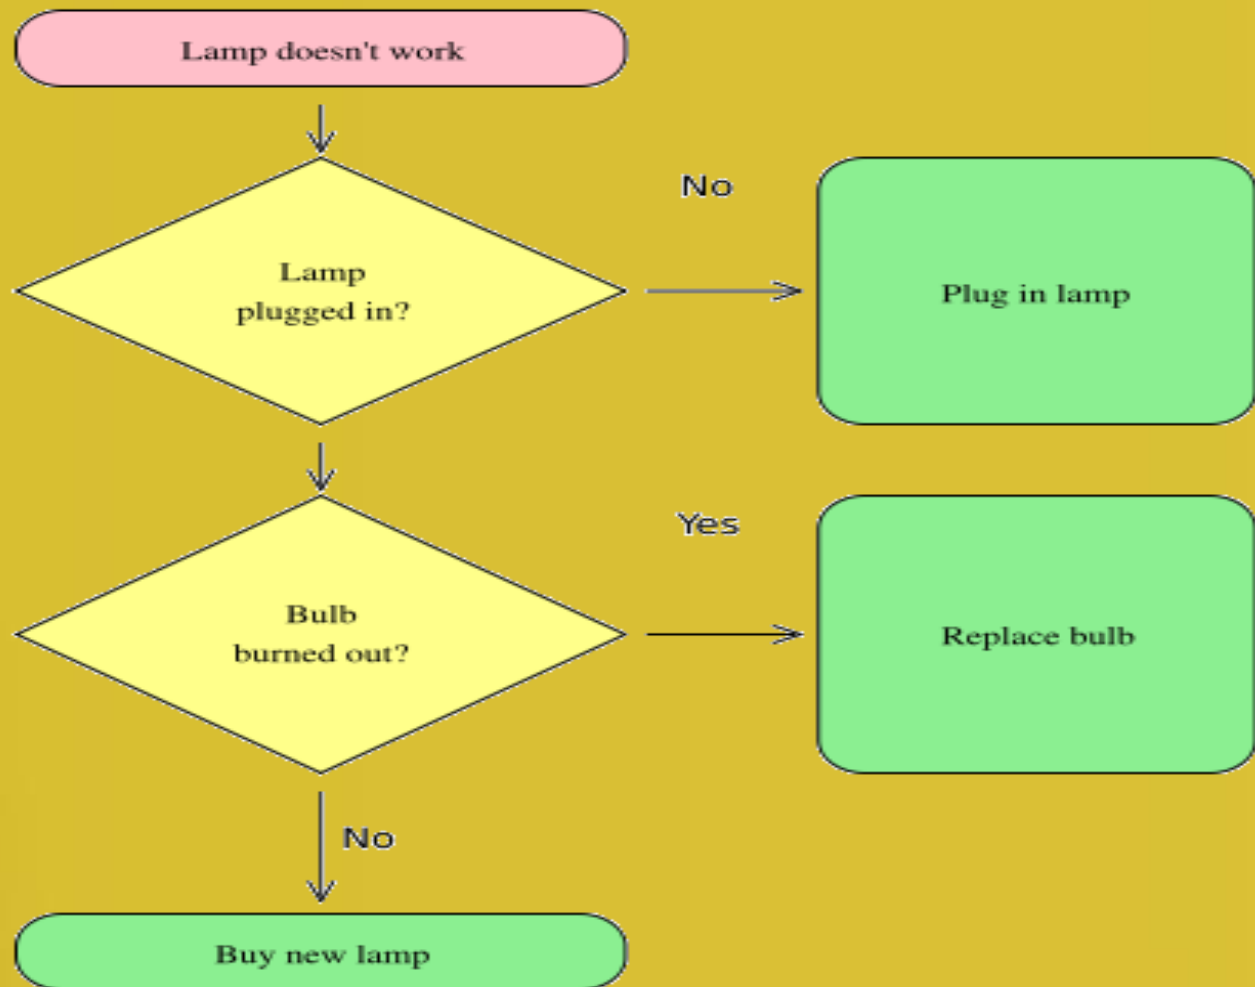 Lamp doesn't work
No
Lamp
plugged in?
Plug in lamp
Yes
Bulb
burned out?
Replace bulb
No
Buy new lamp